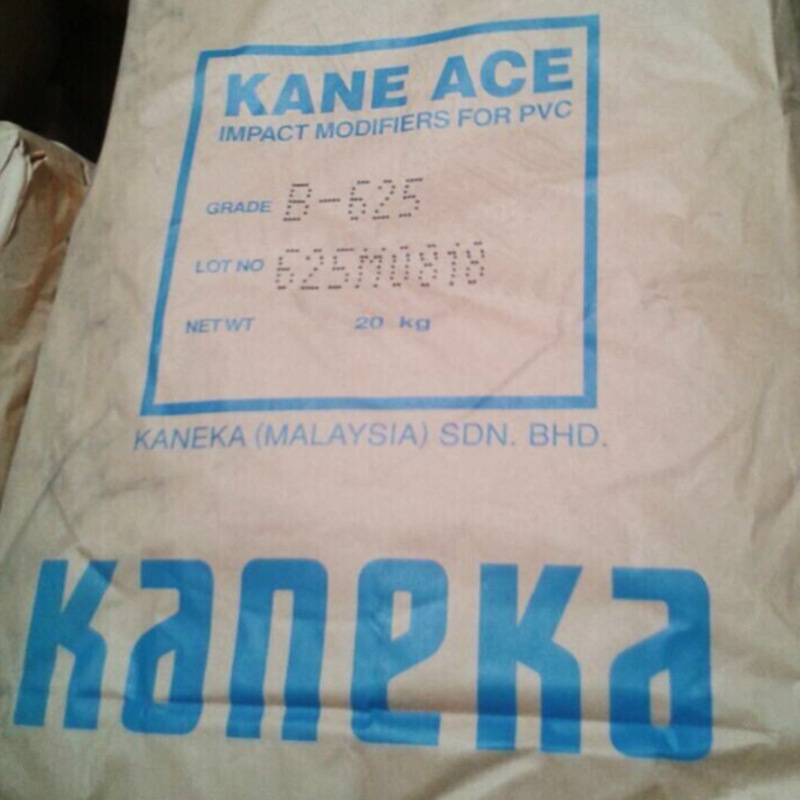 KANE ACE
IMPACT MODIFIERS FOR PVC
GRADE B-625
LOT NO 625M0818
NET WT 20 kg
KANEKA (MALAYSIA) SDN. BHD.
kaneka